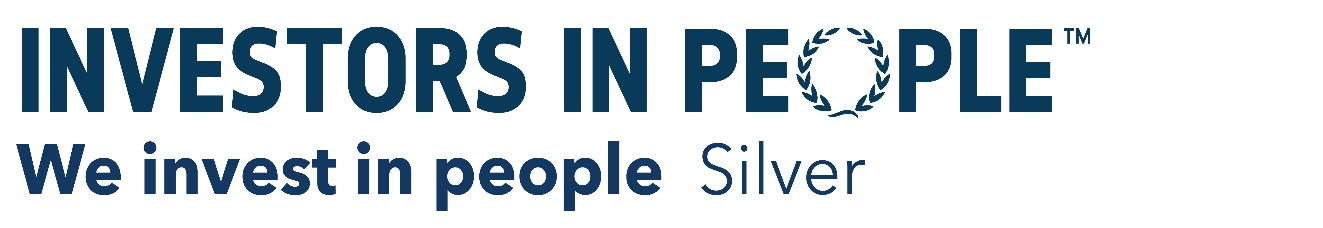 INVESTORS IN PEOPLE™
We invest in people Silver